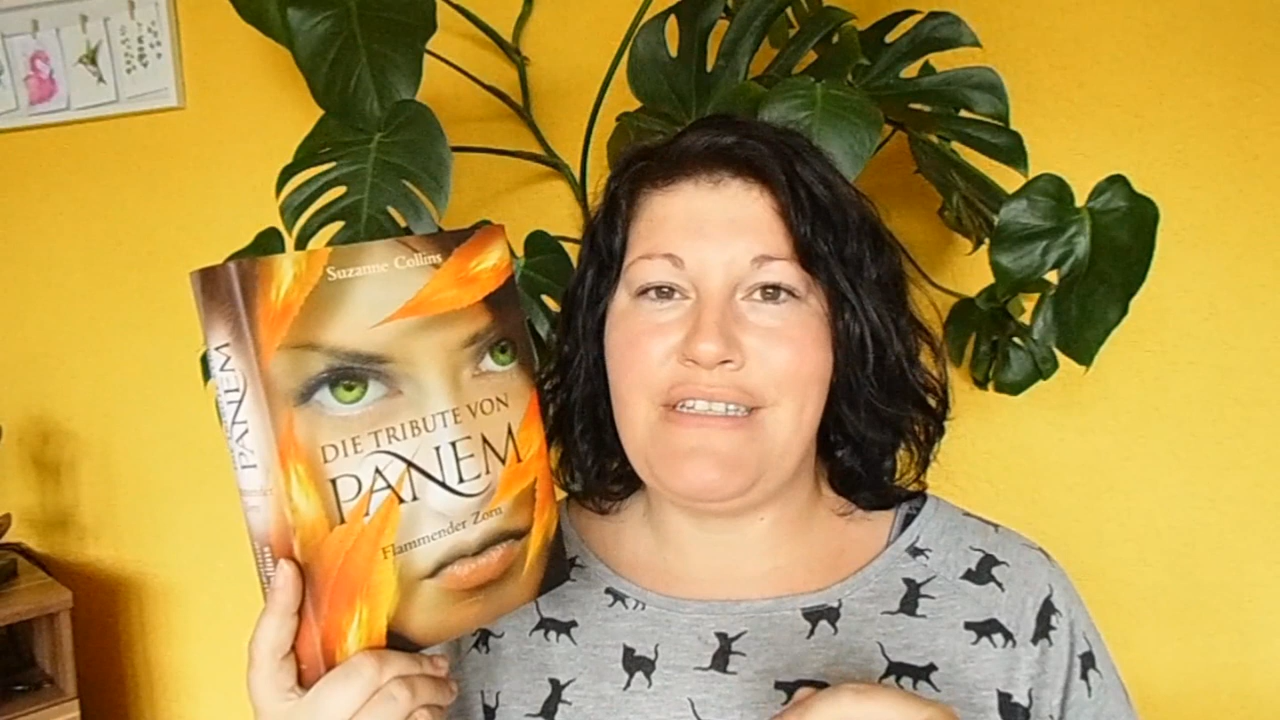 Suzanne Collins
DIE TRIBUTE VON
PANEM
Flammender Zorn
PANEM